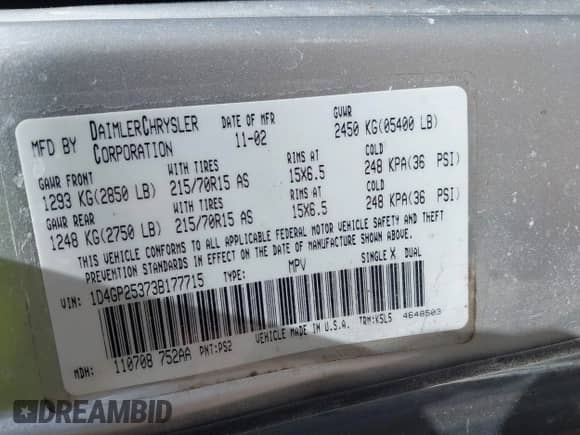 MFD BY DAIMLERCHRYSLER CORPORATION DATE OF MFR 11-02 GVWR 2450 KG(05400 LB)
GAWR FRONT WITH TIRES RIMS AT COLD
1293 KG(2850 LB) 215/70R15 AS 15X6.5 248 KPA(36 PSI)
GAWR REAR WITH TIRES RIMS AT COLD
1248 KG(2750 LB) 215/70R15 AS 15X6.5 248 KPA(36 PSI)
THIS VEHICLE CONFORMS TO ALL APPLICABLE FEDERAL MOTOR VEHICLE SAFETY AND THEFT
PREVENTION STANDARDS IN EFFECT ON THE DATE OF MANUFACTURE SHOWN ABOVE.
VIN: 1D4GP25373B177715 TYPE: MPV SINGLE X DUAL
MDH: 110708 752AA PNT:PS2 VEHICLE MADE IN U.S.A. TRM:K5L5 4648503
DREAMBID